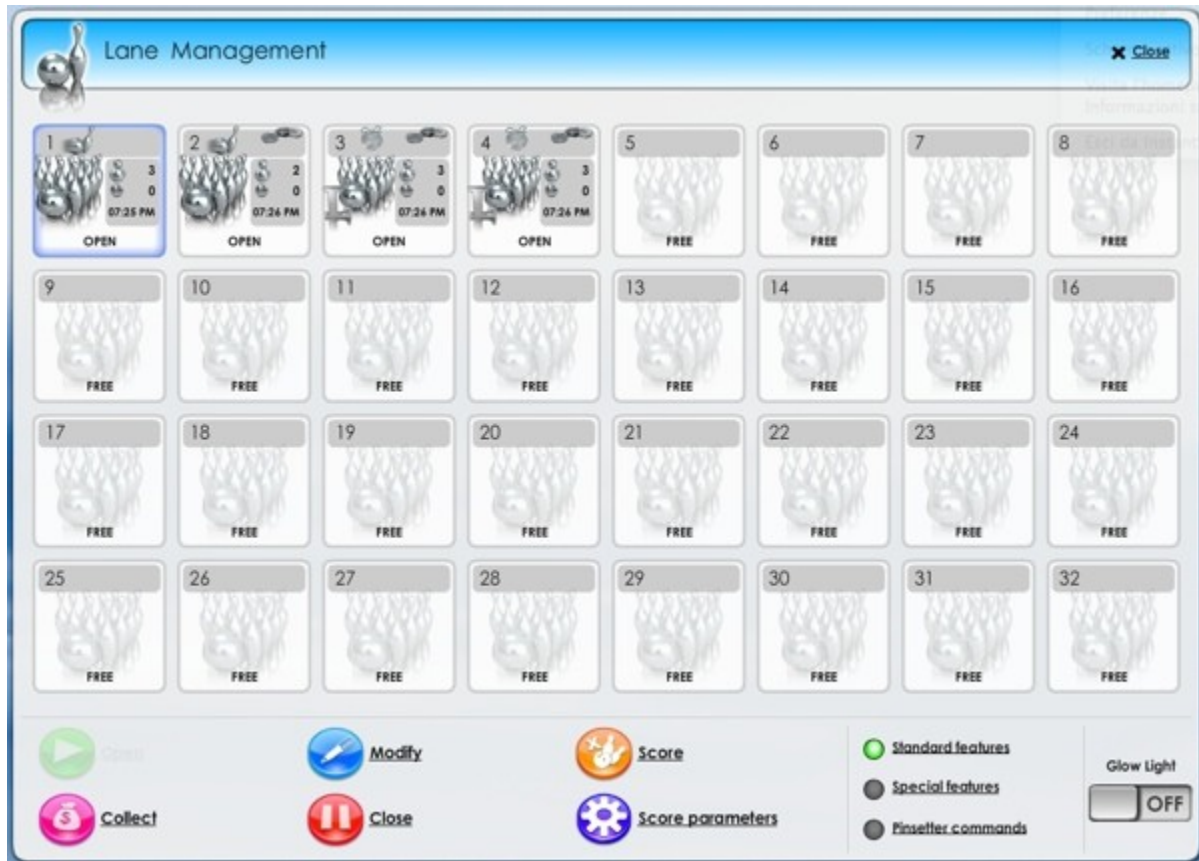 Lane Management
Close
1 2 3 4 5 6 7 8
3 2 3 3
0 0 0 0
07:25 PM 07:26 PM 07:26 PM 07:26 PM
OPEN OPEN OPEN OPEN FREE FREE FREE FREE
9 10 11 12 13 14 15 16
FREE FREE FREE FREE FREE FREE FREE FREE
17 18 19 20 21 22 23 24
FREE FREE FREE FREE FREE FREE FREE FREE
25 26 27 28 29 30 31 32
FREE FREE FREE FREE FREE FREE FREE FREE
Open Modify Score
Collect Close Score parameters
Standard features
Special features
Pinsetter commands
Glow Light
OFF